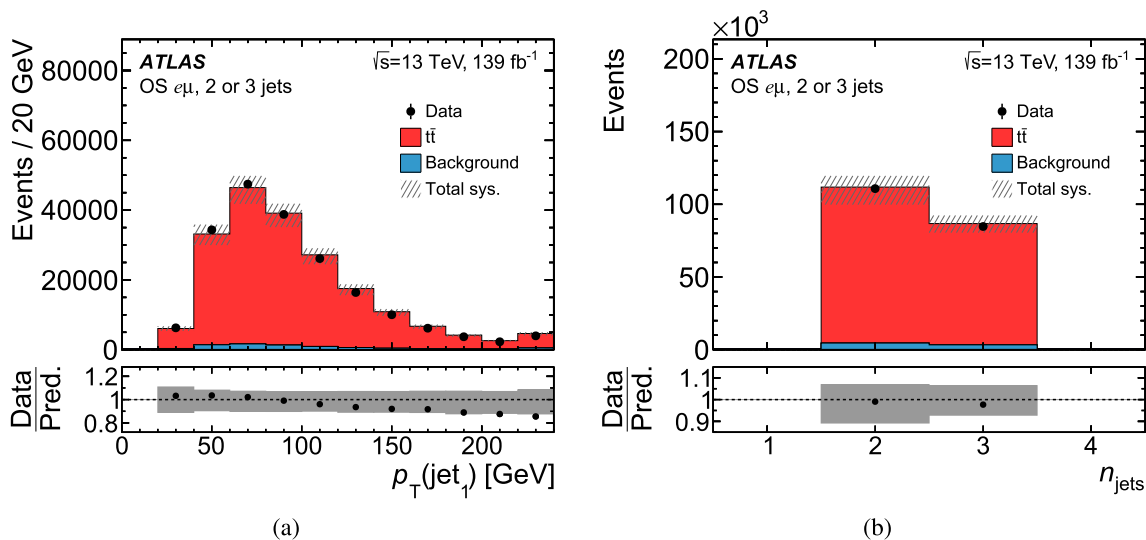 Events / 20 GeV
80000
60000
40000
20000
0
ATLAS
√s=13 TeV, 139 fb⁻¹
OS eμ, 2 or 3 jets
Data
tt̄
Background
Total sys.
Data
Pred.
1.2
1.0
0.8
0 50 100 150 200
p_T(jet_1) [GeV]
(a)
×10³
Events
200
150
100
50
0
ATLAS
√s=13 TeV, 139 fb⁻¹
OS eμ, 2 or 3 jets
Data
tt̄
Background
Total sys.
Data
Pred.
1.1
1.0
0.9
1 2 3 4
n_jets
(b)